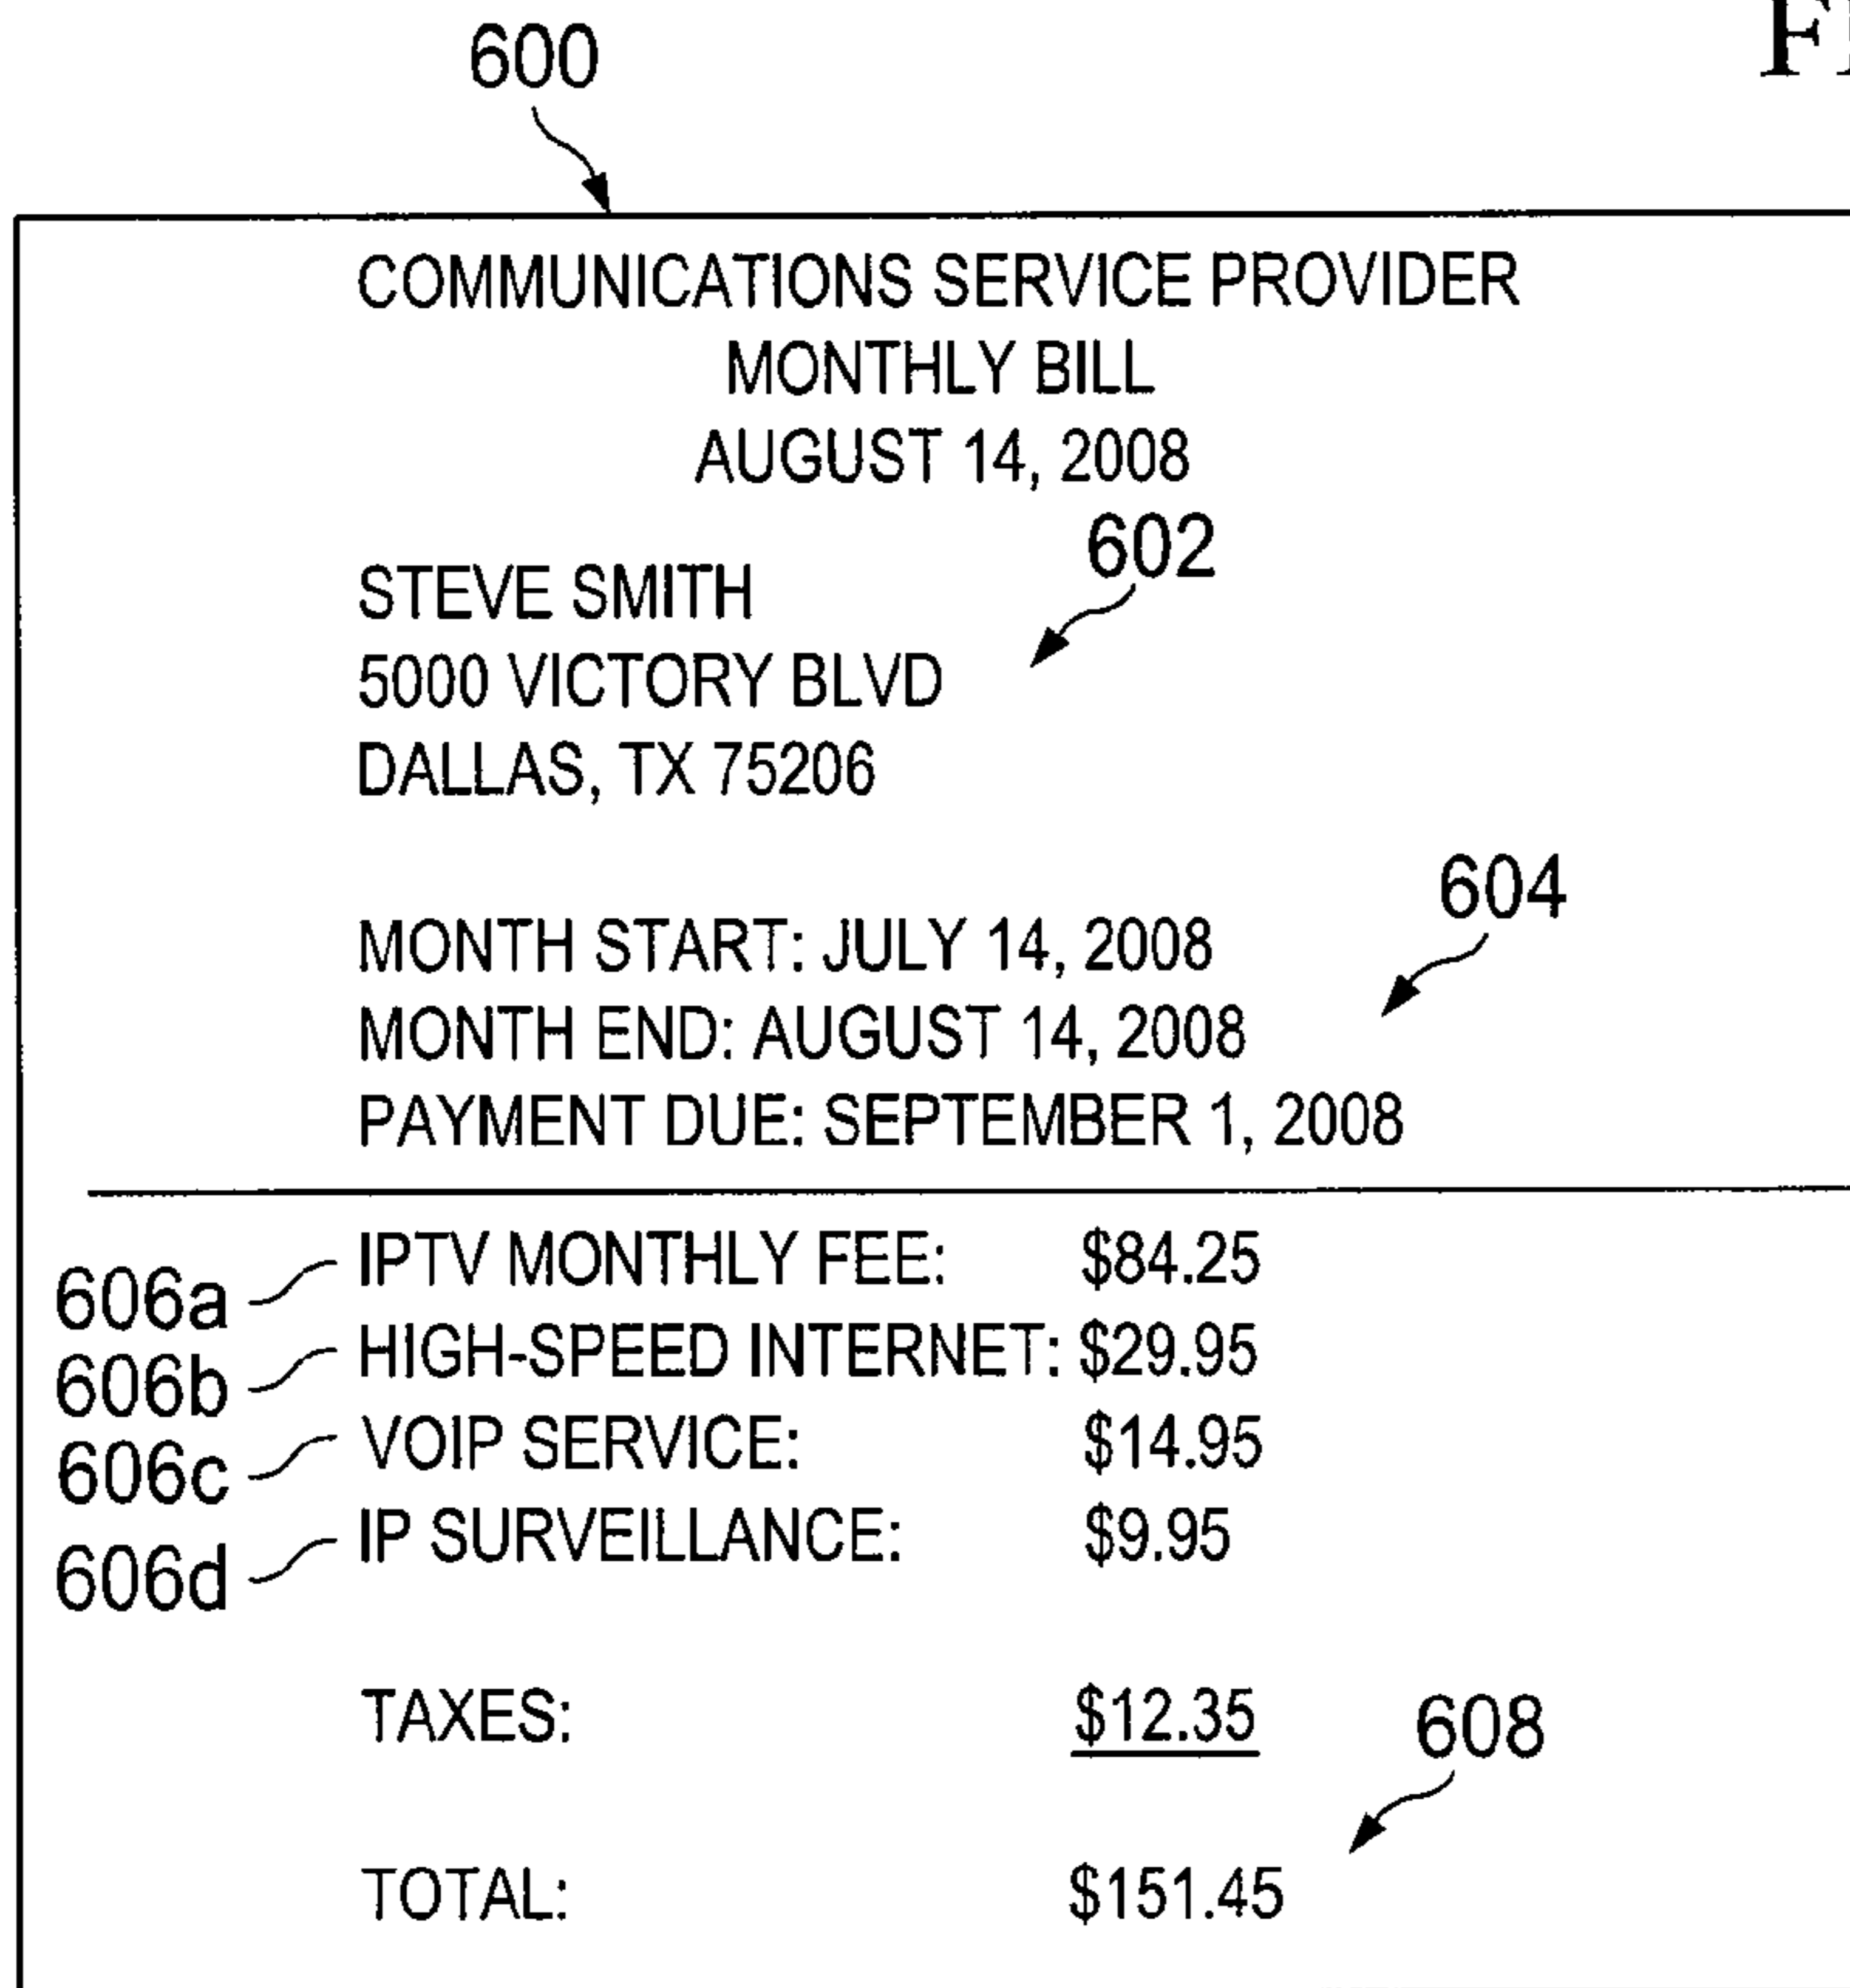 600
COMMUNICATIONS SERVICE PROVIDER
MONTHLY BILL
AUGUST 14, 2008
602
STEVE SMITH
5000 VICTORY BLVD
DALLAS, TX 75206
604
MONTH START: JULY 14, 2008
MONTH END: AUGUST 14, 2008
PAYMENT DUE: SEPTEMBER 1, 2008
606a IPTV MONTHLY FEE: $84.25
606b HIGH-SPEED INTERNET: $29.95
606c VOIP SERVICE: $14.95
606d IP SURVEILLANCE: $9.95
TAXES: $12.35
608
TOTAL: $151.45